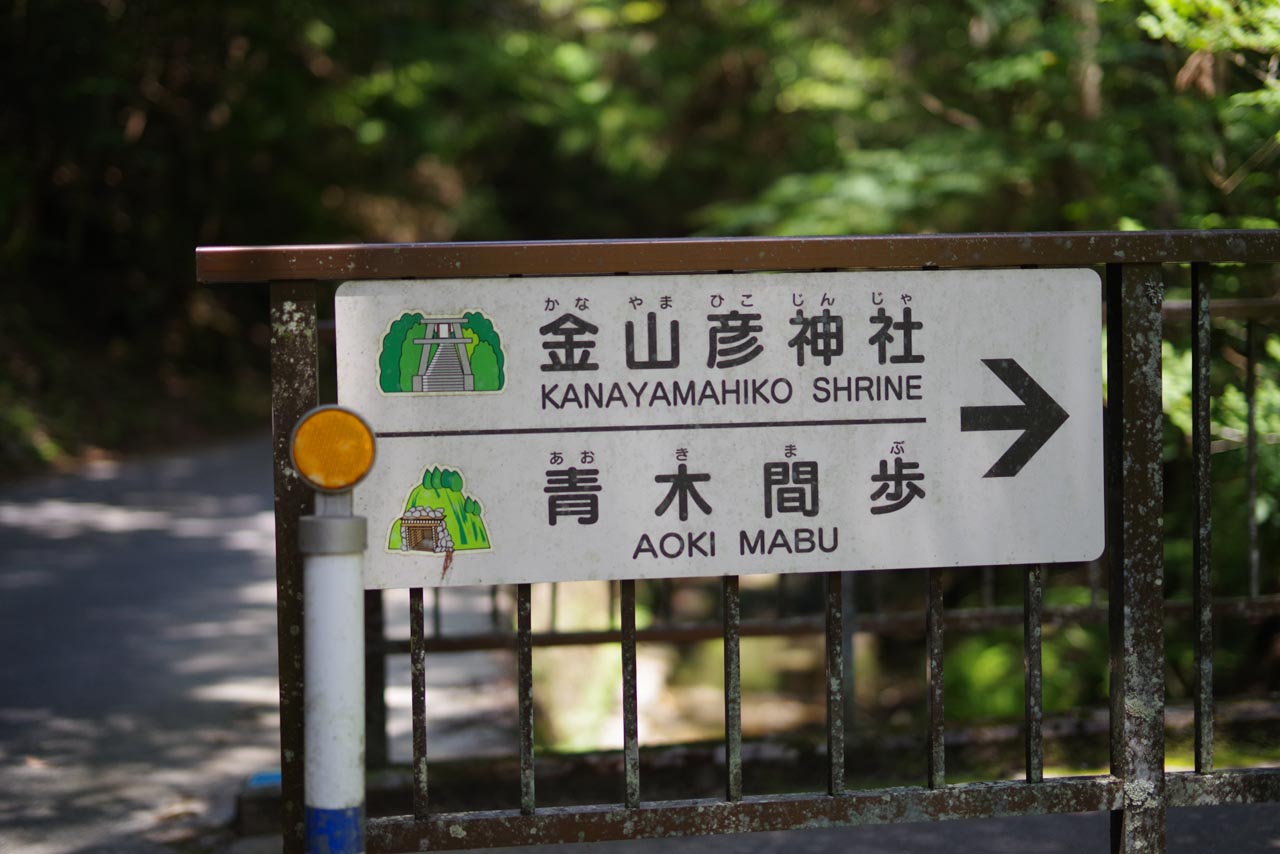 かな やま ひこ じん じゃ
金山彦神社
KANAYAMAHIKO SHRINE
あお き ま ぶ
青木間歩
AOKI MABU